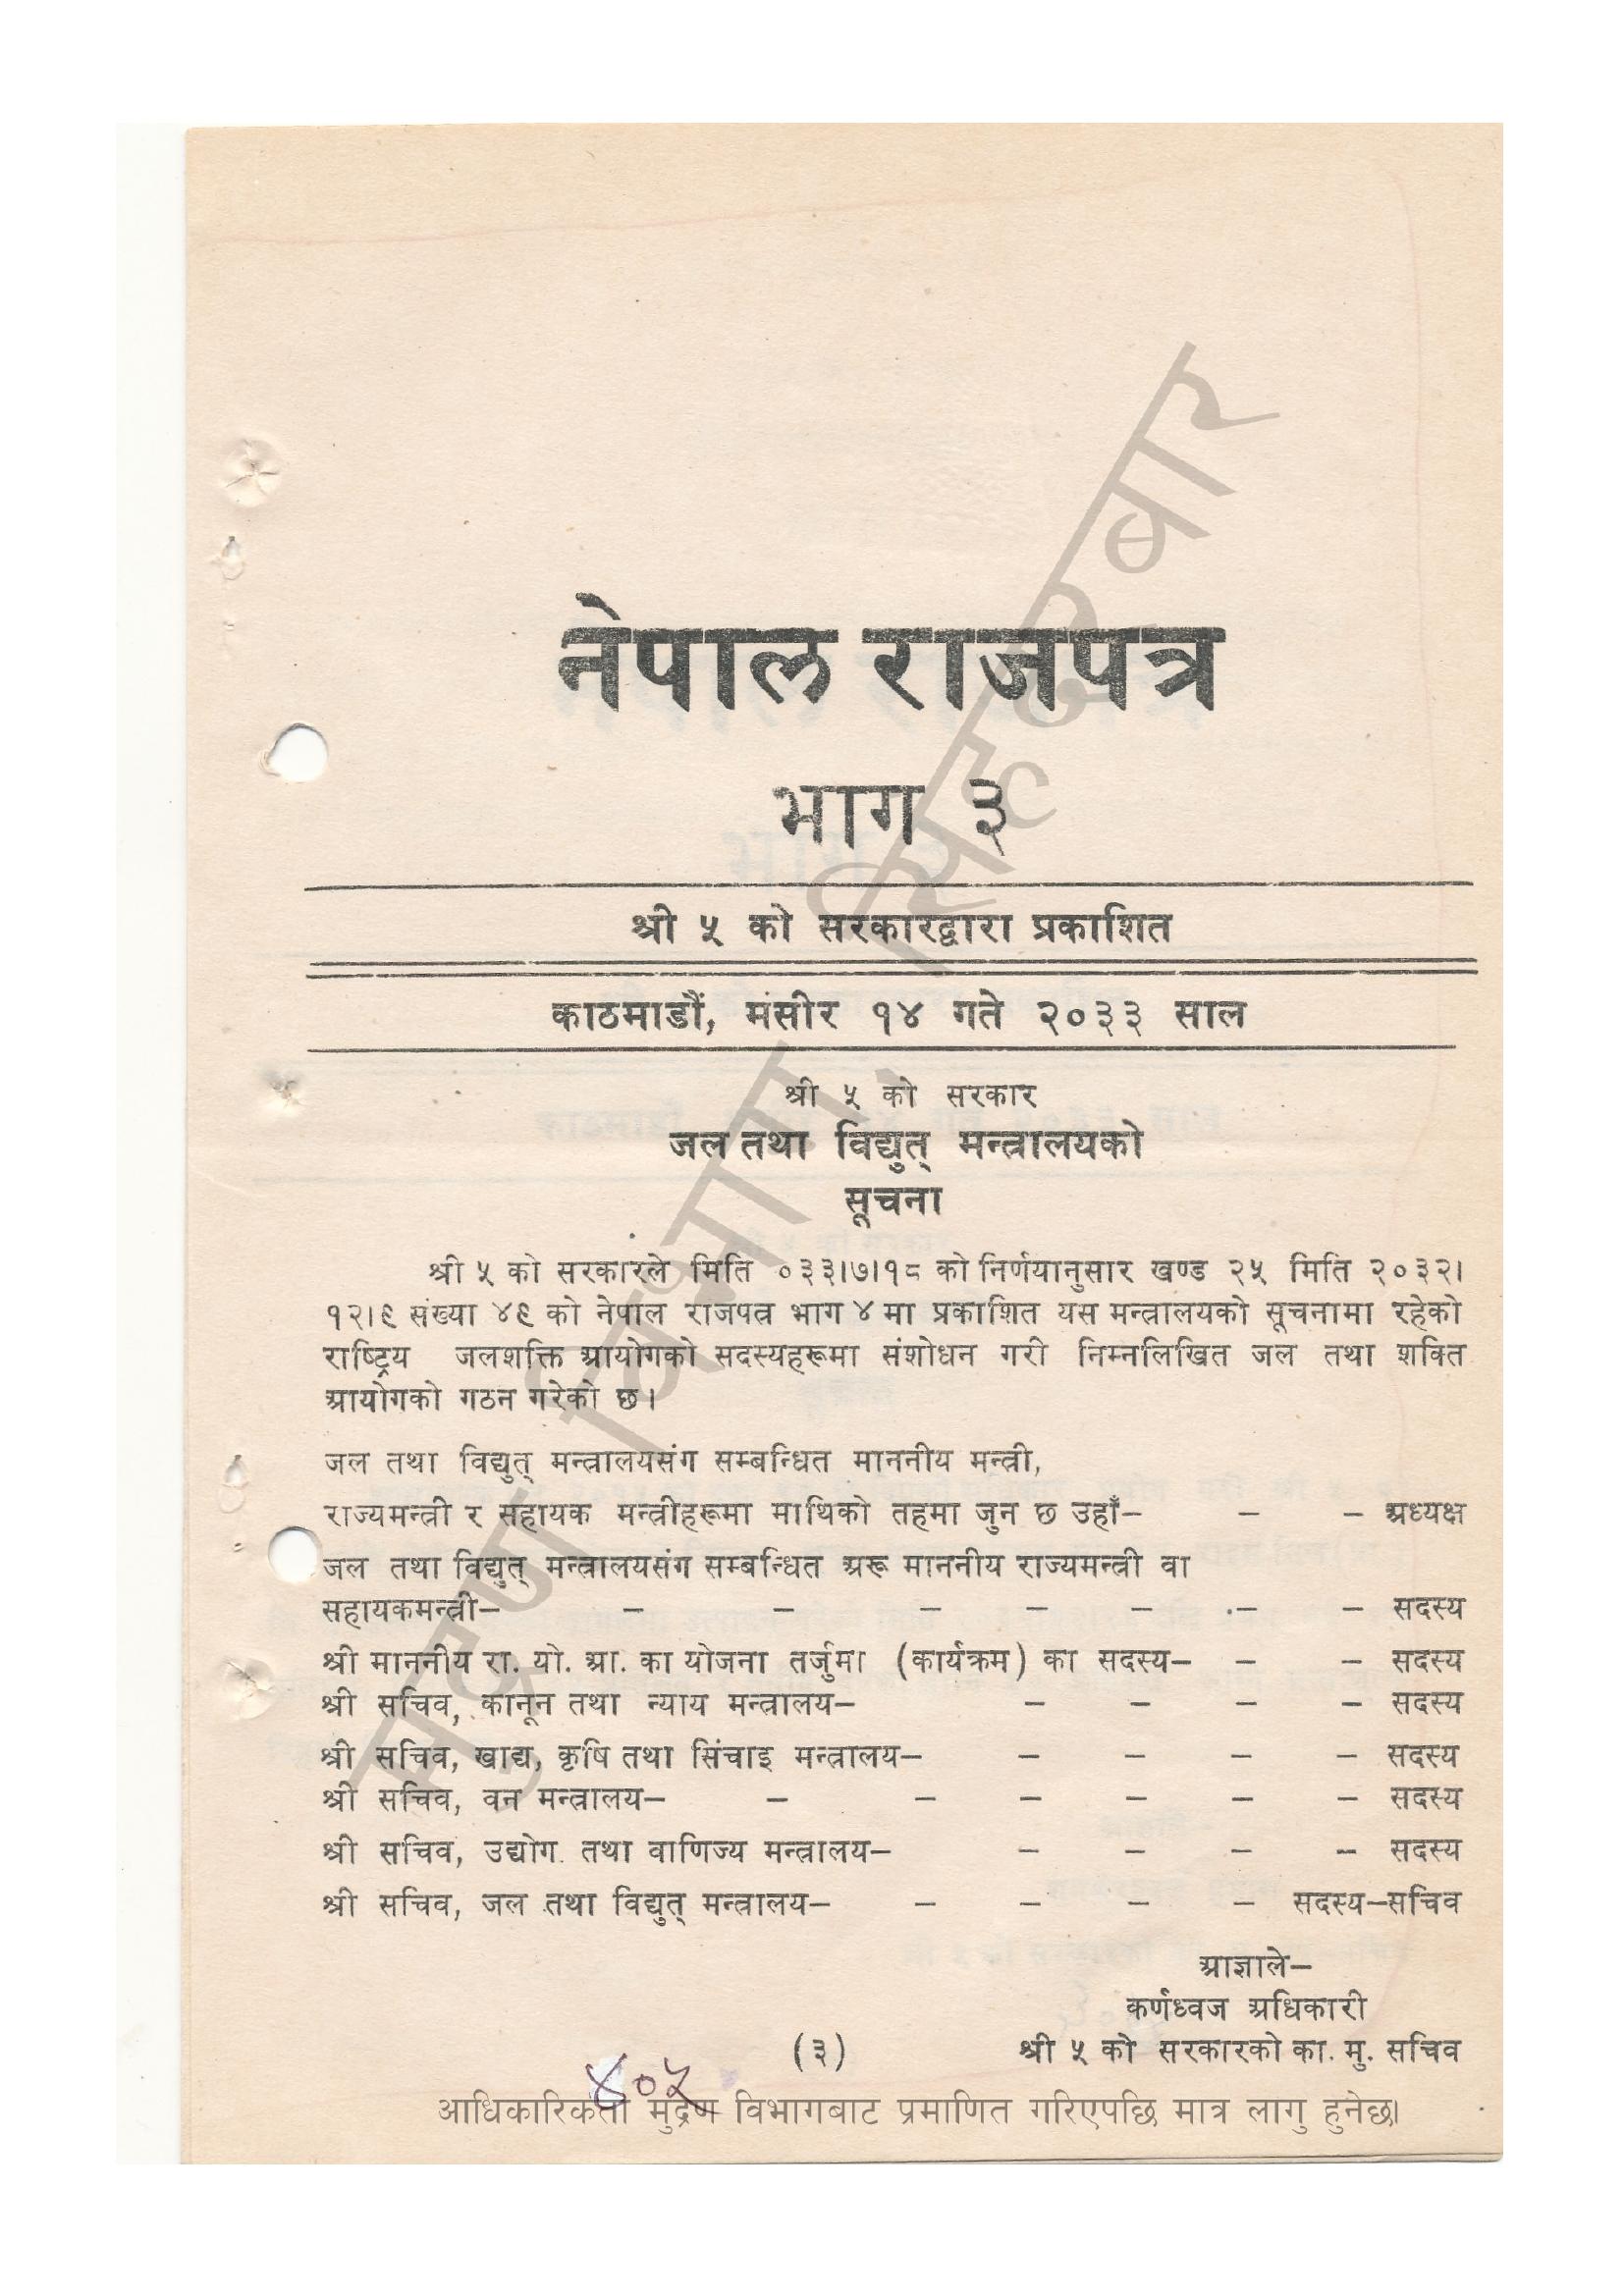 नेपाल राजपत्र
भाग ३
श्री ५ को सरकारद्वारा प्रकाशित
काठमाडौं, मंसीर १४ गते २०३३ साल
श्री ५ को सरकार
जल तथा विद्युत् मन्त्रालयको
सूचना
श्री ५ को सरकारले मिति ०३३।७।१८ को निर्णयानुसार खण्ड २५ मिति २०३२।
१२।९ संख्या ४९ को नेपाल राजपत्र भाग ४ मा प्रकाशित यस मन्त्रालयको सूचनामा रहेको
राष्ट्रिय जलशक्ति आयोगको सदस्यहरूमा संशोधन गरी निम्नलिखित जल तथा शक्ति
आयोगको गठन गरेको छ।
जल तथा विद्युत् मन्त्रालयसंग सम्बन्धित माननीय मन्त्री,
राज्यमन्त्री र सहायक मन्त्रीहरूमा माथिको तहमा जुन छ उहाँ– – – अध्यक्ष
जल तथा विद्युत् मन्त्रालयसंग सम्बन्धित अरू माननीय राज्यमन्त्री वा
सहायकमन्त्री– – – – – – – – सदस्य
श्री माननीय रा. यो. आ. का योजना तर्जुमा (कार्यक्रम) का सदस्य– – – सदस्य
श्री सचिव, कानून तथा न्याय मन्त्रालय– – – – – सदस्य
श्री सचिव, खाद्य, कृषि तथा सिंचाइ मन्त्रालय– – – – – सदस्य
श्री सचिव, वन मन्त्रालय– – – – – – – सदस्य
श्री सचिव, उद्योग तथा वाणिज्य मन्त्रालय– – – – – सदस्य
श्री सचिव, जल तथा विद्युत् मन्त्रालय– – – – – सदस्य–सचिव
आज्ञाले–
कर्णध्वज अधिकारी
(३) श्री ५ को सरकारको का. मु. सचिव
४०५
आधिकारिकता मुद्रण विभागबाट प्रमाणित गरिएपछि मात्र लागु हुनेछ।
मुद्रण विभाग, सिंहदरबार